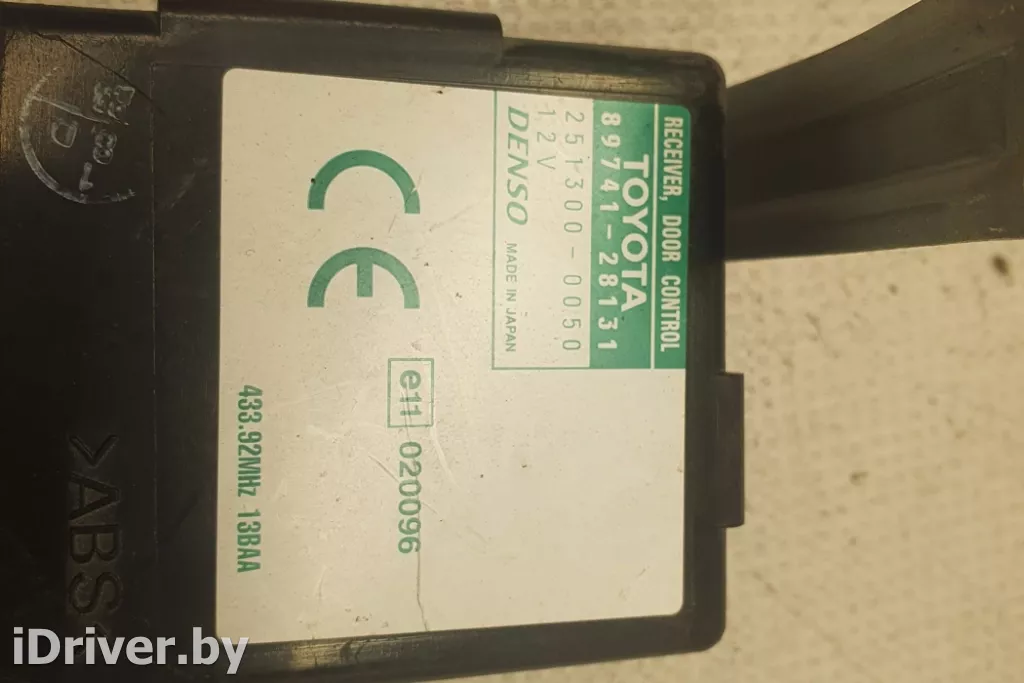 RECEIVER, DOOR CONTROL
TOYOTA
89741-28131
251300-0050
12V
DENSO MADE IN JAPAN
CE
e11 020096
433.92MHz 13BAA
>ABS<
iDriver.by